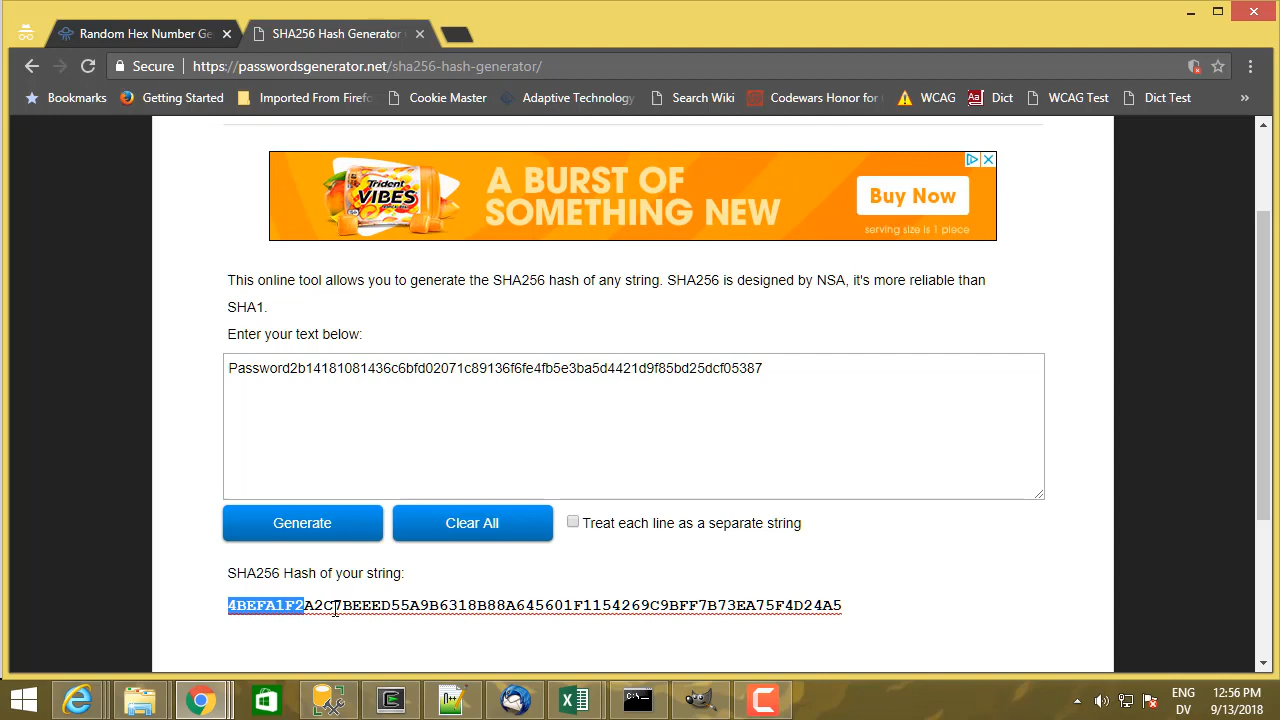 Random Hex Number Ge
SHA256 Hash Generator
Secure
https://passwordsgenerator.net/sha256-hash-generator/
Bookmarks
Getting Started
Imported From Firefo
Cookie Master
Adaptive Technology
Search Wiki
Codewars Honor for
WCAG
Dict
WCAG Test
Dict Test
Trident
VIBES
A BURST OF
SOMETHING NEW
Buy Now
serving size is 1 piece
This online tool allows you to generate the SHA256 hash of any string. SHA256 is designed by NSA, it's more reliable than
SHA1.
Enter your text below:
Password2b14181081436c6bfd02071c89136f6fe4fb5e3ba5d4421d9f85bd25dcf05387
Generate
Clear All
Treat each line as a separate string
SHA256 Hash of your string:
4BEFA1F2A2C7BEEED55A9B6318B88A645601F1154269C9BFF7B73EA75F4D24A5
ENG
DV
12:56 PM
9/13/2018